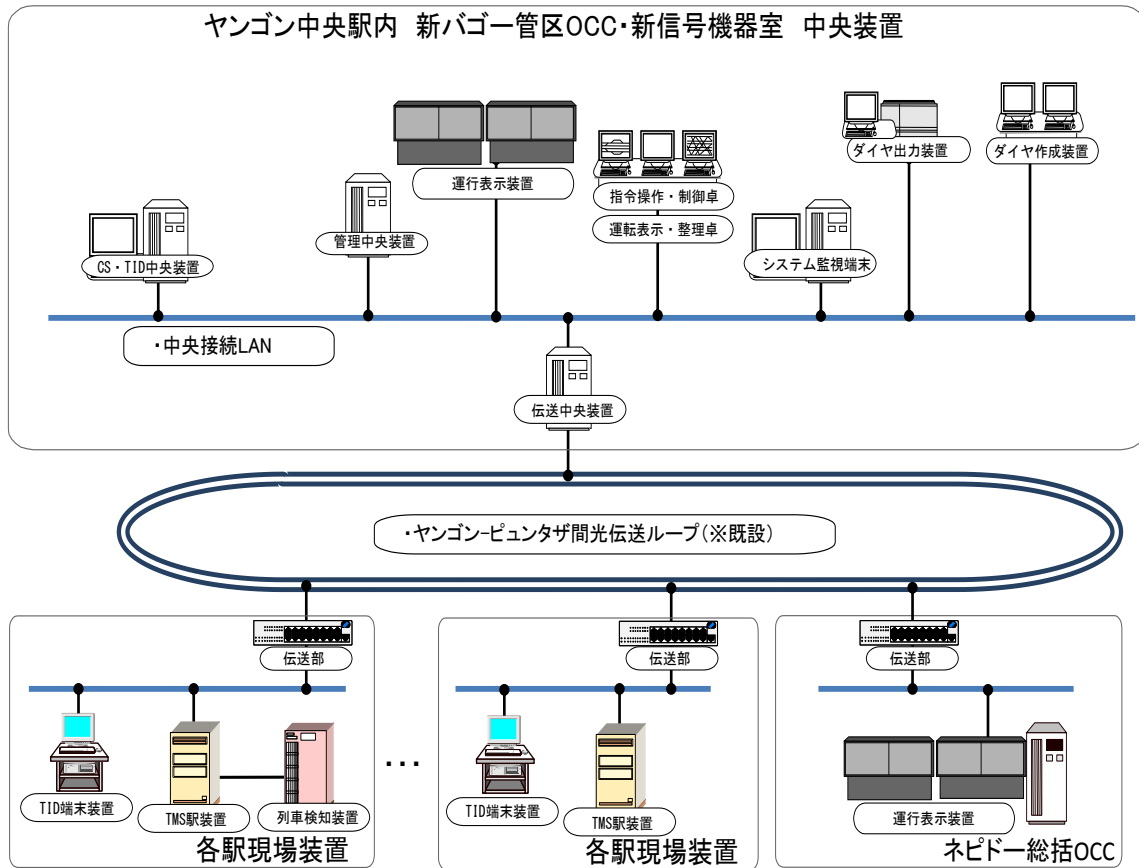 ヤンゴン中央駅内　新バゴー管区OCC・新信号機器室　中央装置
運行表示装置
ダイヤ出力装置
ダイヤ作成装置
指令操作・制御卓
運転表示・整理卓
管理中央装置
CS・TID中央装置
システム監視端末
・中央接続LAN
伝送中央装置
・ヤンゴン-ピュンタザ間光伝送ループ(※既設)
伝送部
伝送部
伝送部
TID端末装置
TMS駅装置
列車検知装置
各駅現場装置
・・・
TID端末装置
TMS駅装置
各駅現場装置
運行表示装置
ネピドー総括OCC